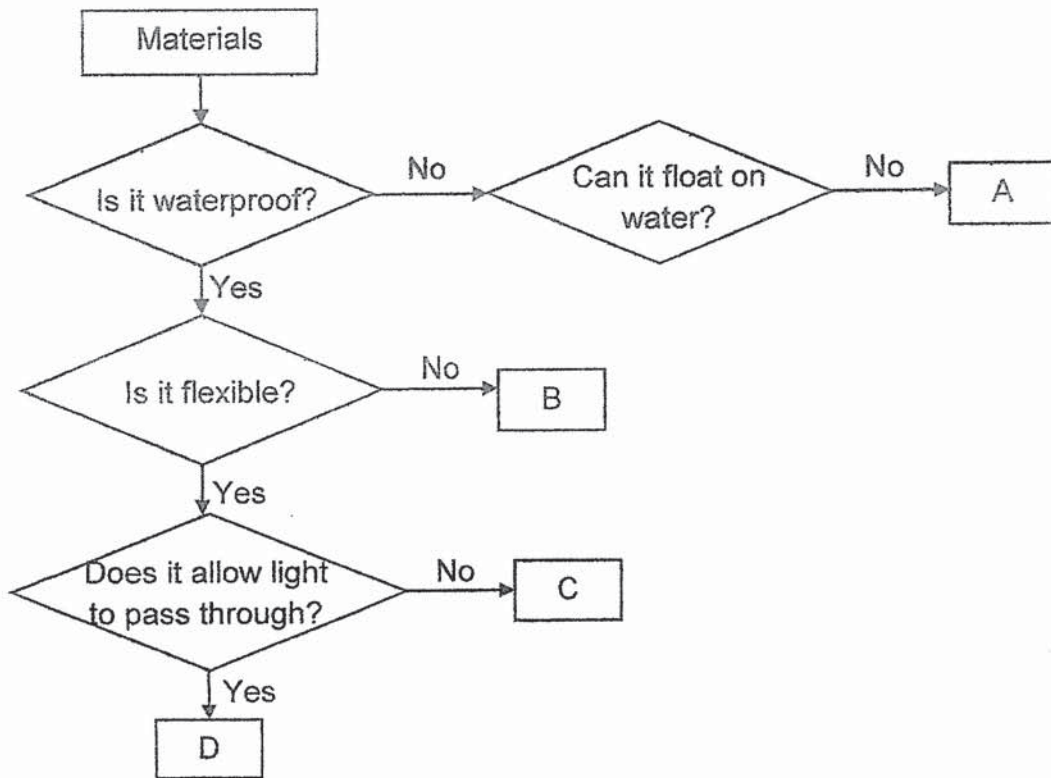 Materials
Is it waterproof?
No
Can it float on
water?
No
A
Yes
Is it flexible?
No
B
Yes
Does it allow light
to pass through?
No
C
Yes
D